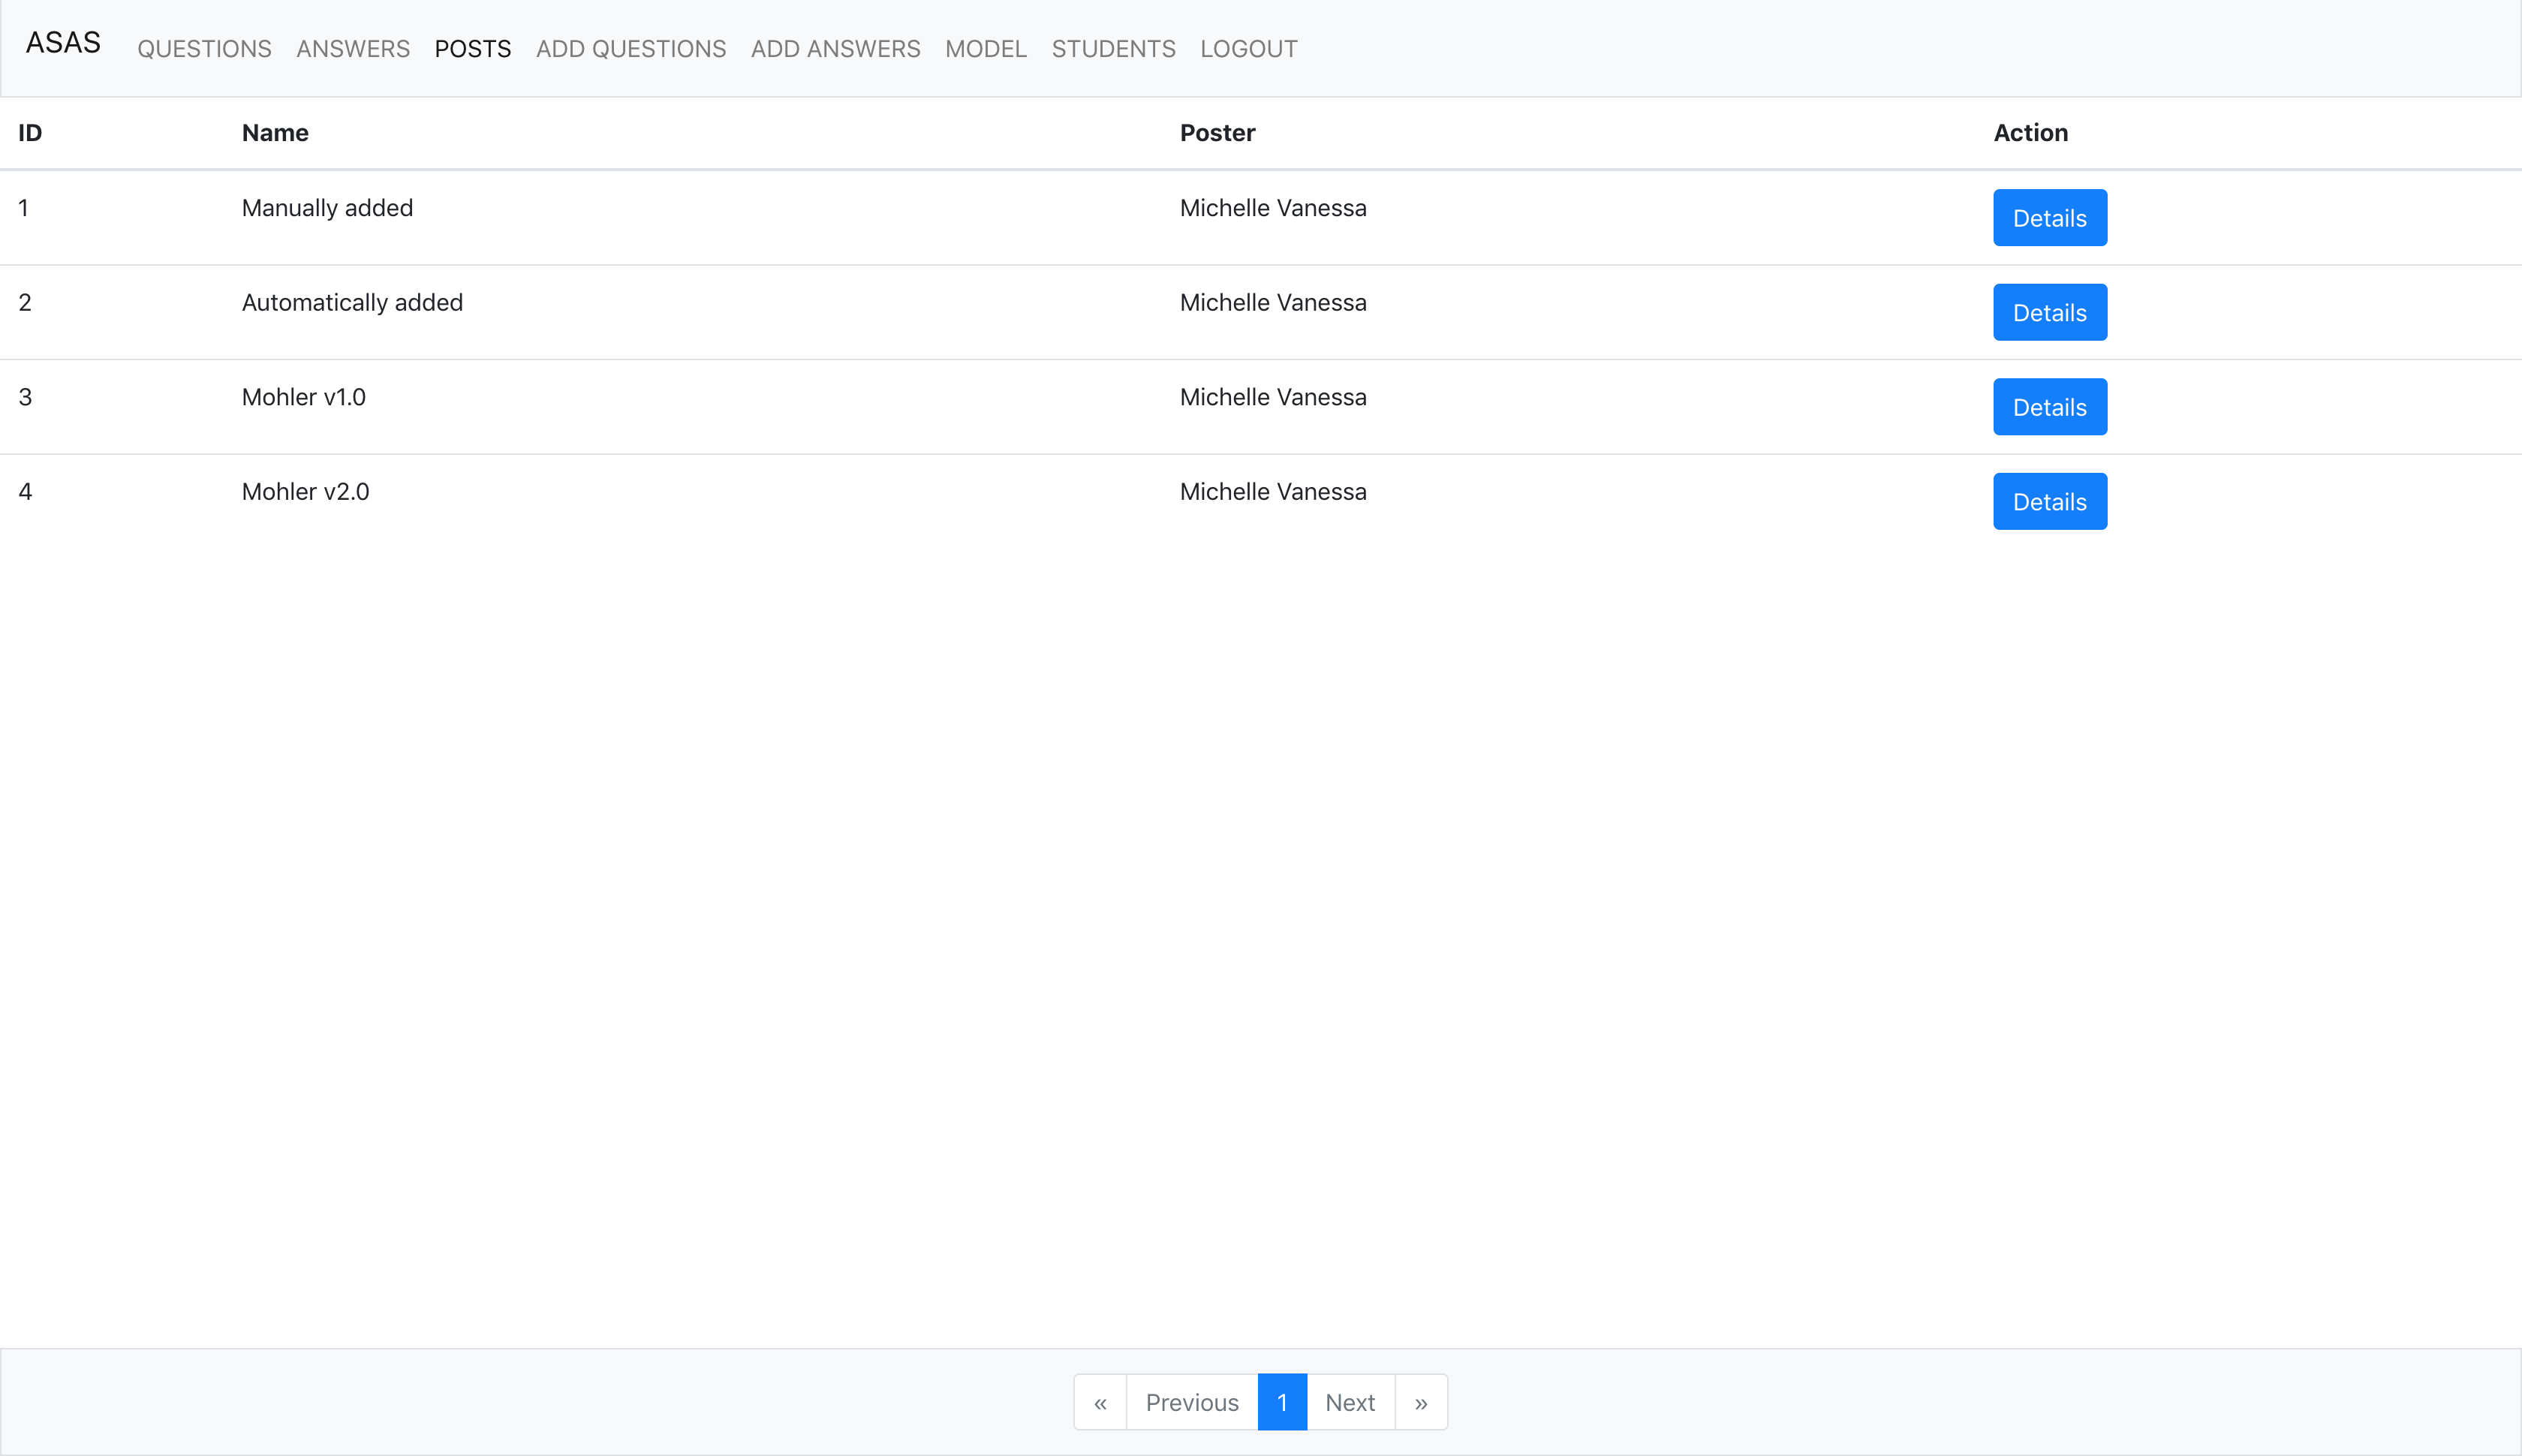 ASAS QUESTIONS ANSWERS POSTS ADD QUESTIONS ADD ANSWERS MODEL STUDENTS LOGOUT
ID Name Poster Action
1 Manually added Michelle Vanessa Details
2 Automatically added Michelle Vanessa Details
3 Mohler v1.0 Michelle Vanessa Details
4 Mohler v2.0 Michelle Vanessa Details
« Previous 1 Next »